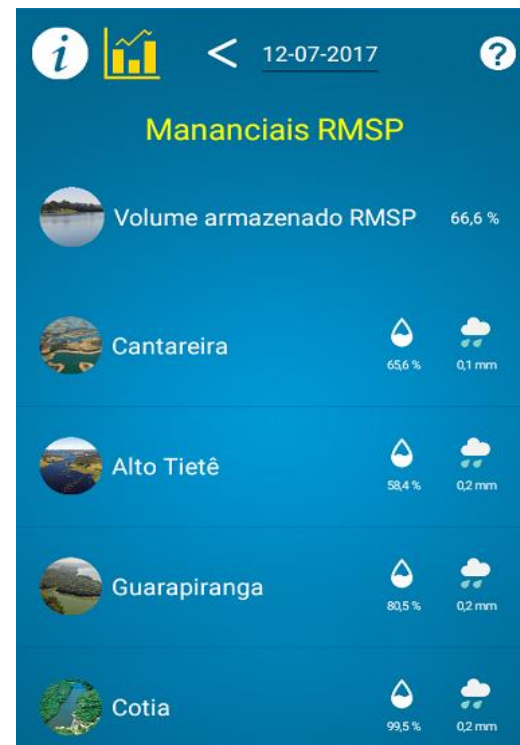 i < 12-07-2017 ?
Mananciais RMSP
Volume armazenado RMSP 66,6 %
Cantareira 65,6 % 0,1 mm
Alto Tietê 58,4 % 0,2 mm
Guarapiranga 80,5 % 0,2 mm
Cotia 99,5 % 0,2 mm